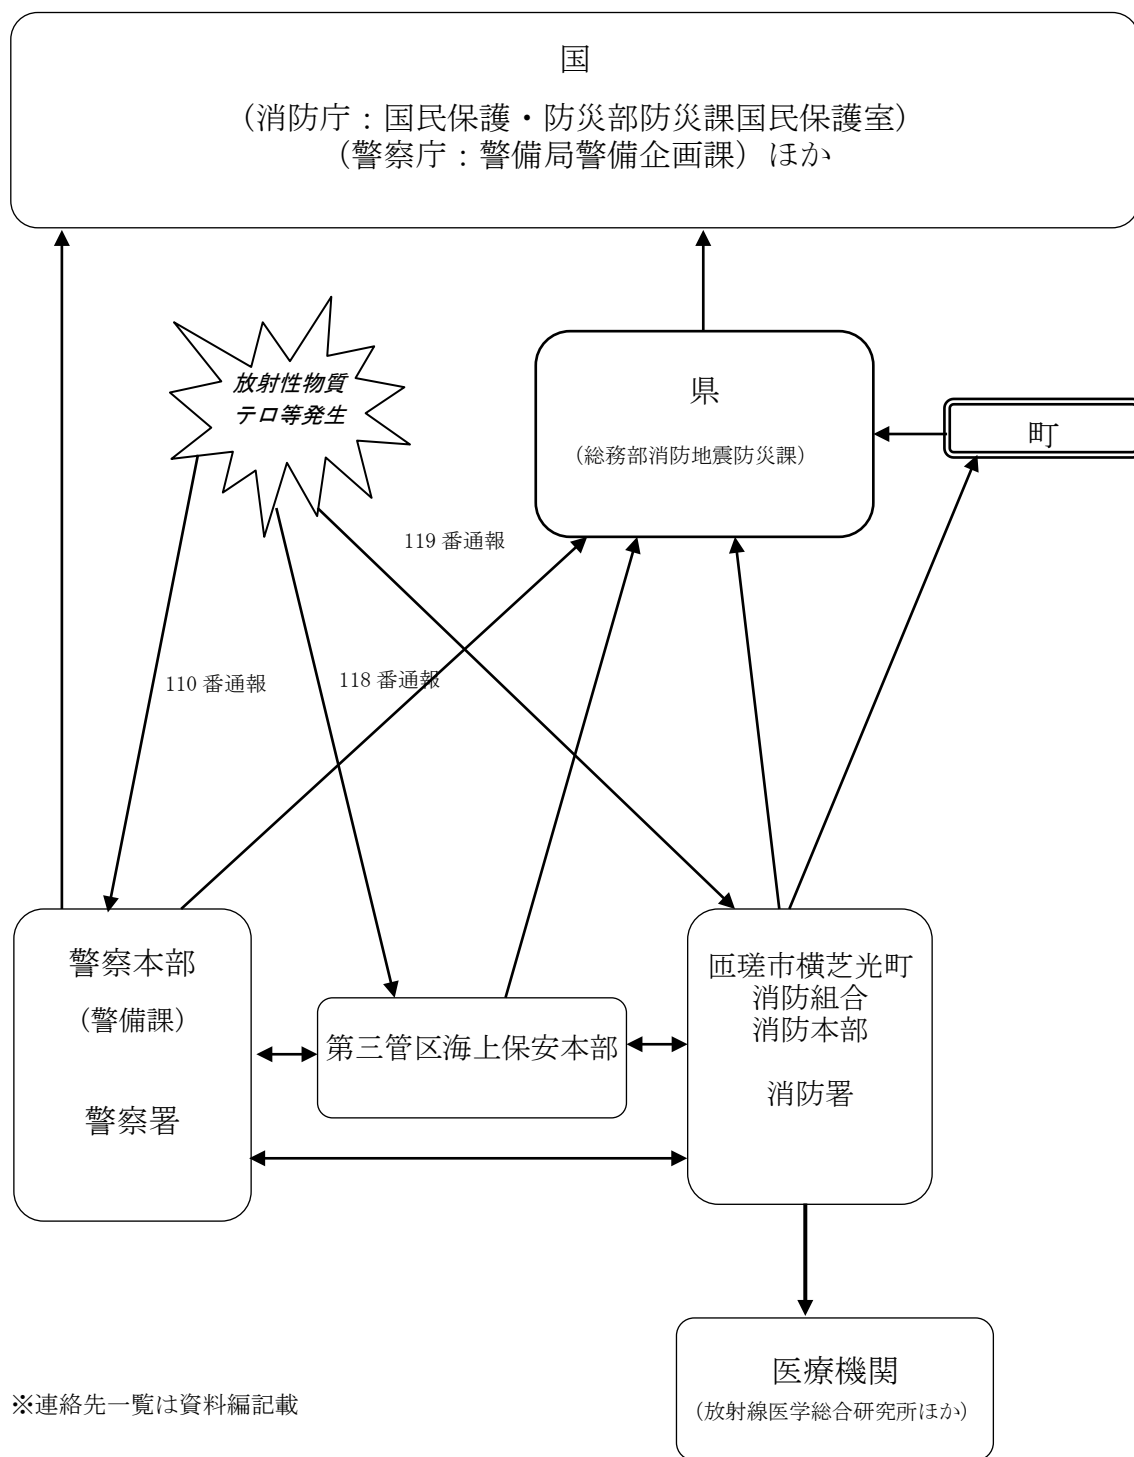 国
（消防庁：国民保護・防災部防災課国民保護室）
（警察庁：警備局警備企画課）ほか
放射性物質
テロ等発生
県
（総務部消防地震防災課）
町
119 番通報
110 番通報
118 番通報
警察本部
（警備課）
警察署
第三管区海上保安本部
匝瑳市横芝光町
消防組合
消防本部
消防署
医療機関
（放射線医学総合研究所ほか）
※連絡先一覧は資料編記載